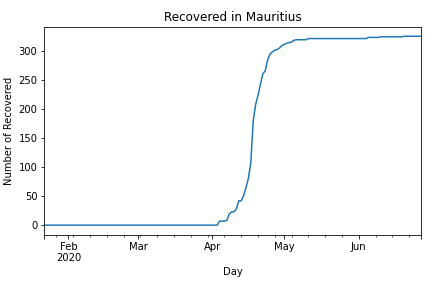 Recovered in Mauritius
Number of Recovered
300
250
200
150
100
50
0
Feb
2020
Mar
Apr
May
Jun
Day